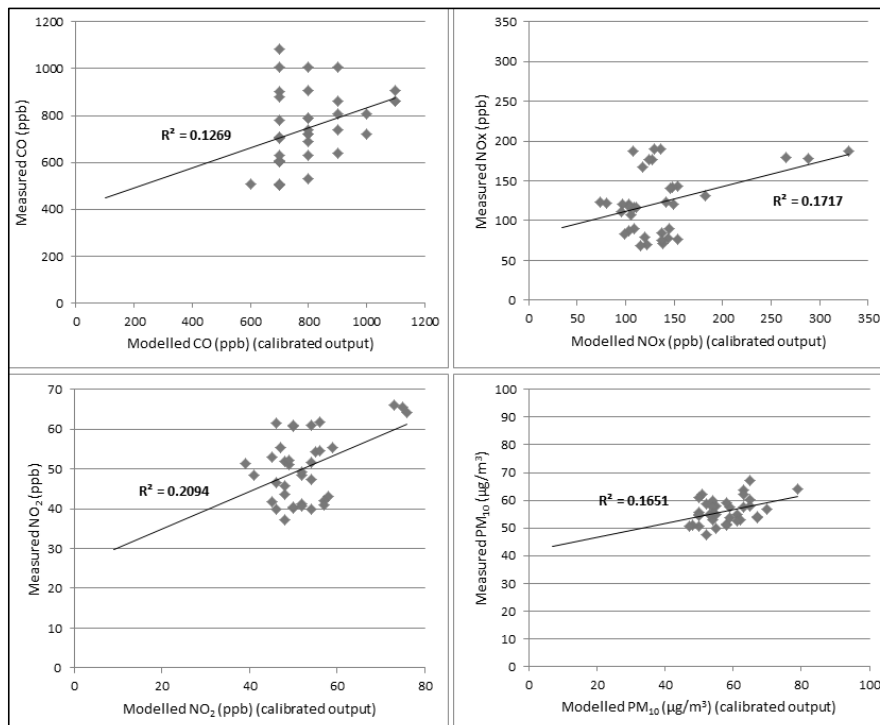 1200
1000
800
600
400
200
0
Measured CO (ppb)
R² = 0.1269
0 200 400 600 800 1000 1200
Modelled CO (ppb) (calibrated output)
350
300
250
200
150
100
50
0
Measured NOx (ppb)
R² = 0.1717
0 50 100 150 200 250 300 350
Modelled NOx (ppb) (calibrated output)
70
60
50
40
30
20
10
0
Measured NO₂ (ppb)
R² = 0.2094
0 20 40 60 80
Modelled NO₂ (ppb) (calibrated output)
100
90
80
70
60
50
40
30
20
10
0
Measured PM₁₀ (µg/m³)
R² = 0.1651
0 20 40 60 80 100
Modelled PM₁₀ (µg/m³) (calibrated output)